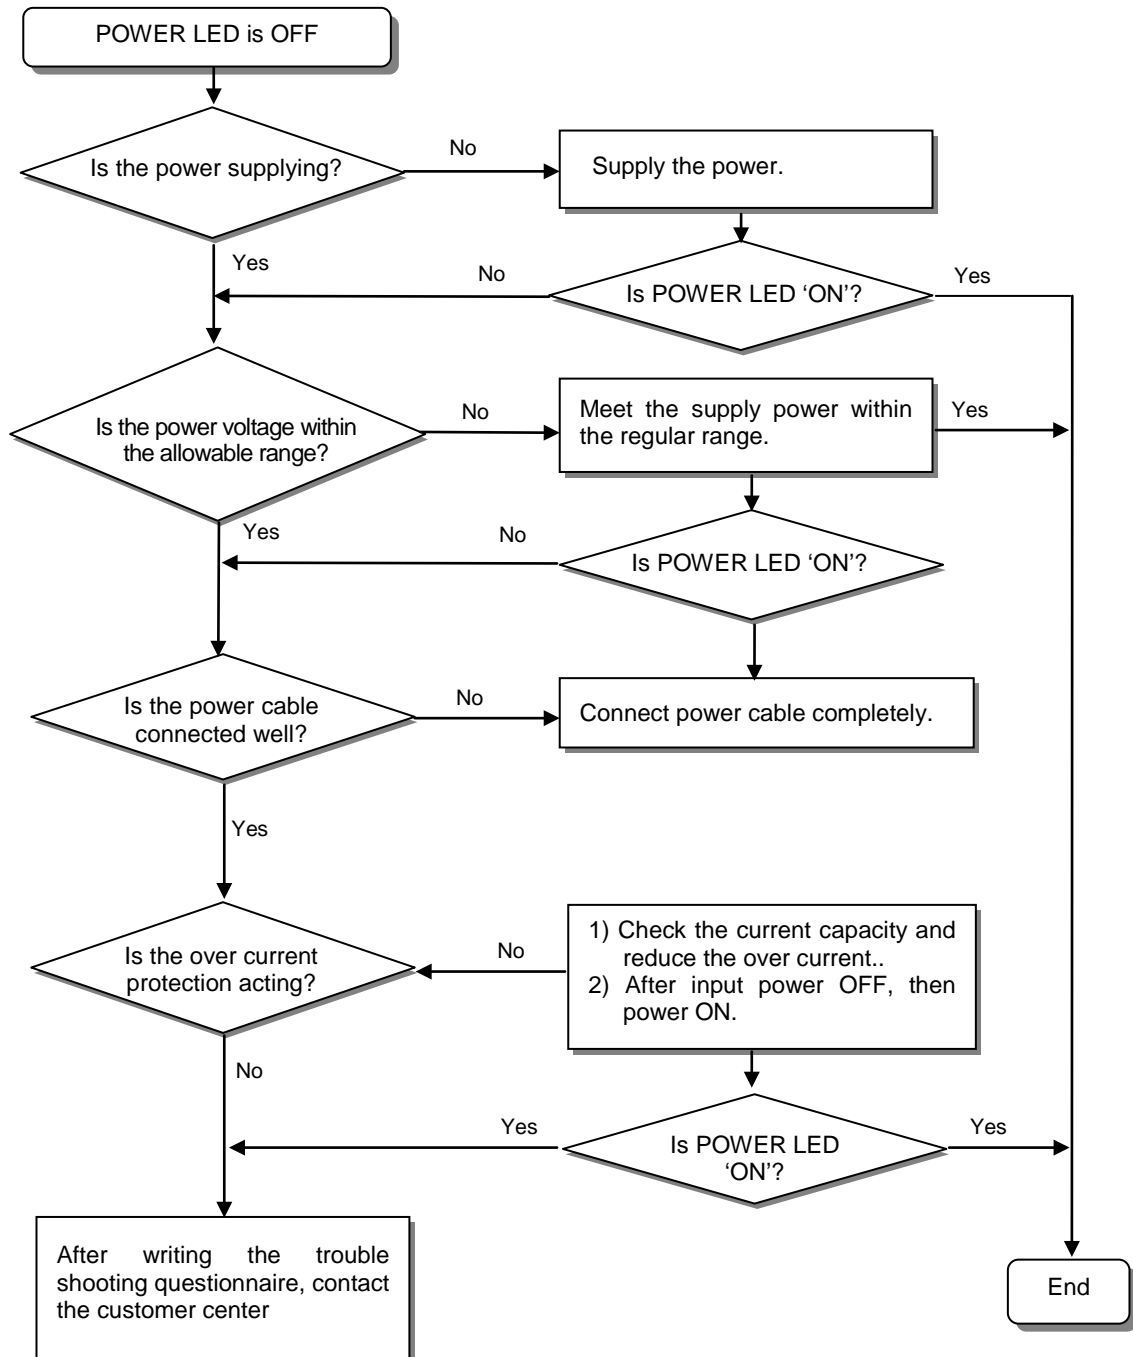 POWER LED is OFF
Is the power supplying?
No
Supply the power.
Yes
No
Is POWER LED ‘ON’?
Yes
Is the power voltage within
the allowable range?
No
Meet the supply power within
the regular range.
Yes
Yes
No
Is POWER LED ‘ON’?
Is the power cable
connected well?
No
Connect power cable completely.
Yes
Is the over current
protection acting?
No
1) Check the current capacity and
reduce the over current..
2) After input power OFF, then
power ON.
No
Yes
Is POWER LED
‘ON’?
Yes
After writing the trouble
shooting questionnaire, contact
the customer center
End